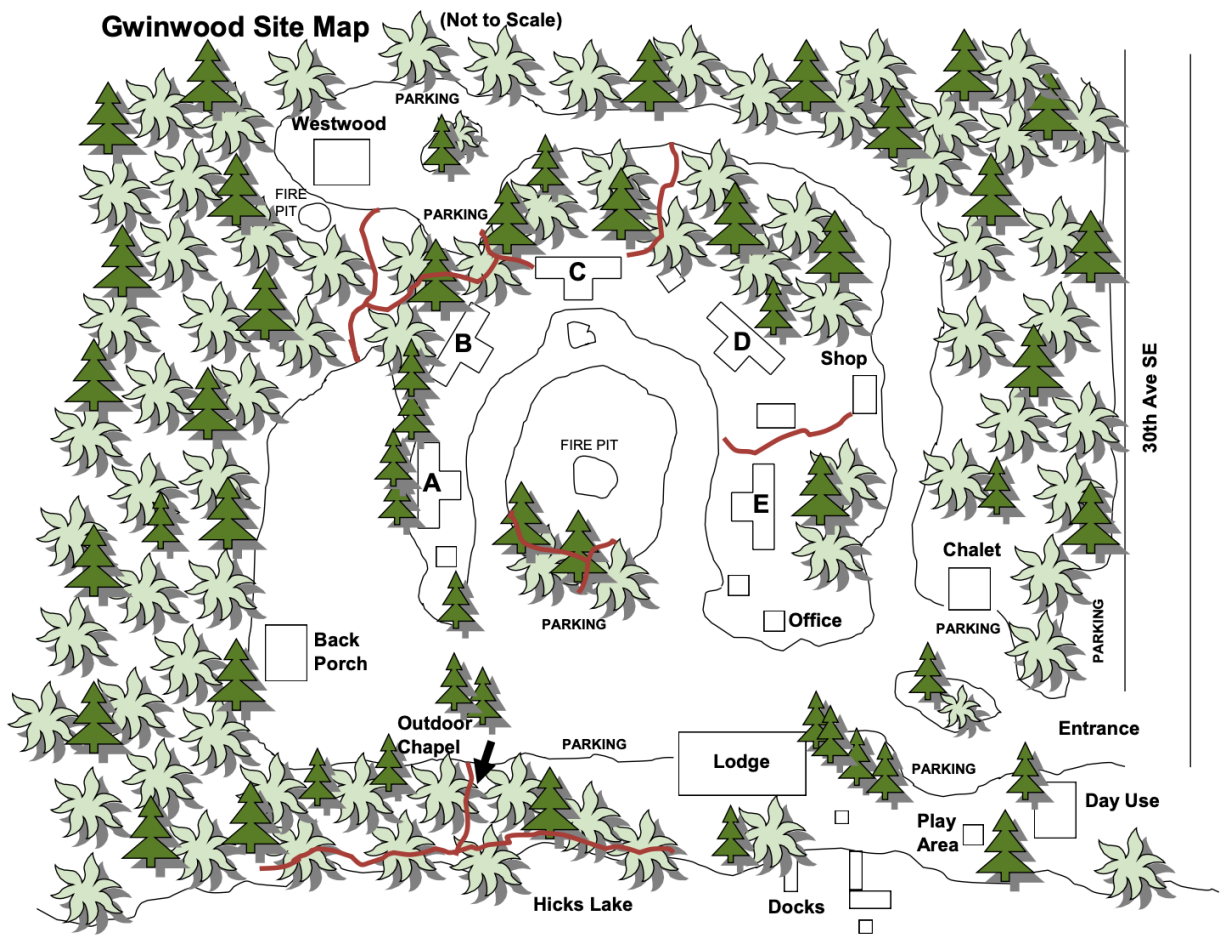 Gwinwood Site Map
(Not to Scale)
PARKING
Westwood
FIRE
PIT
PARKING
C
B
D
Shop
30th Ave SE
FIRE PIT
A
E
Chalet
PARKING
Office
PARKING
PARKING
Back
Porch
Outdoor
Chapel
PARKING
Entrance
Lodge
PARKING
Day Use
Play
Area
Hicks Lake
Docks